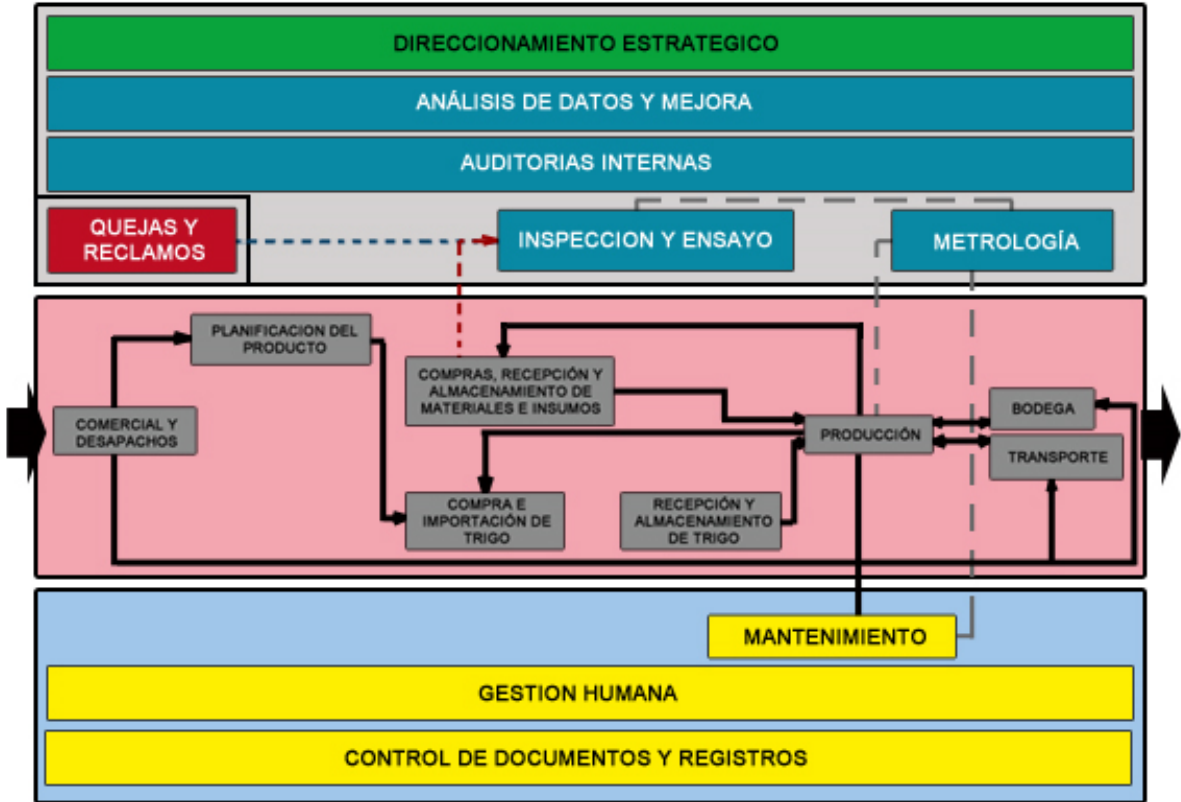 DIRECCIONAMIENTO ESTRATEGICO
ANÁLISIS DE DATOS Y MEJORA
AUDITORIAS INTERNAS
QUEJAS Y
RECLAMOS
INSPECCION Y ENSAYO
METROLOGÍA
PLANIFICACION DEL
PRODUCTO
COMPRAS, RECEPCIÓN Y
ALMACENAMIENTO DE
MATERIALES E INSUMOS
COMERCIAL Y
DESAPACHOS
PRODUCCIÓN
BODEGA
TRANSPORTE
COMPRA E
IMPORTACIÓN DE
TRIGO
RECEPCIÓN Y
ALMACENAMIENTO
DE TRIGO
MANTENIMIENTO
GESTION HUMANA
CONTROL DE DOCUMENTOS Y REGISTROS